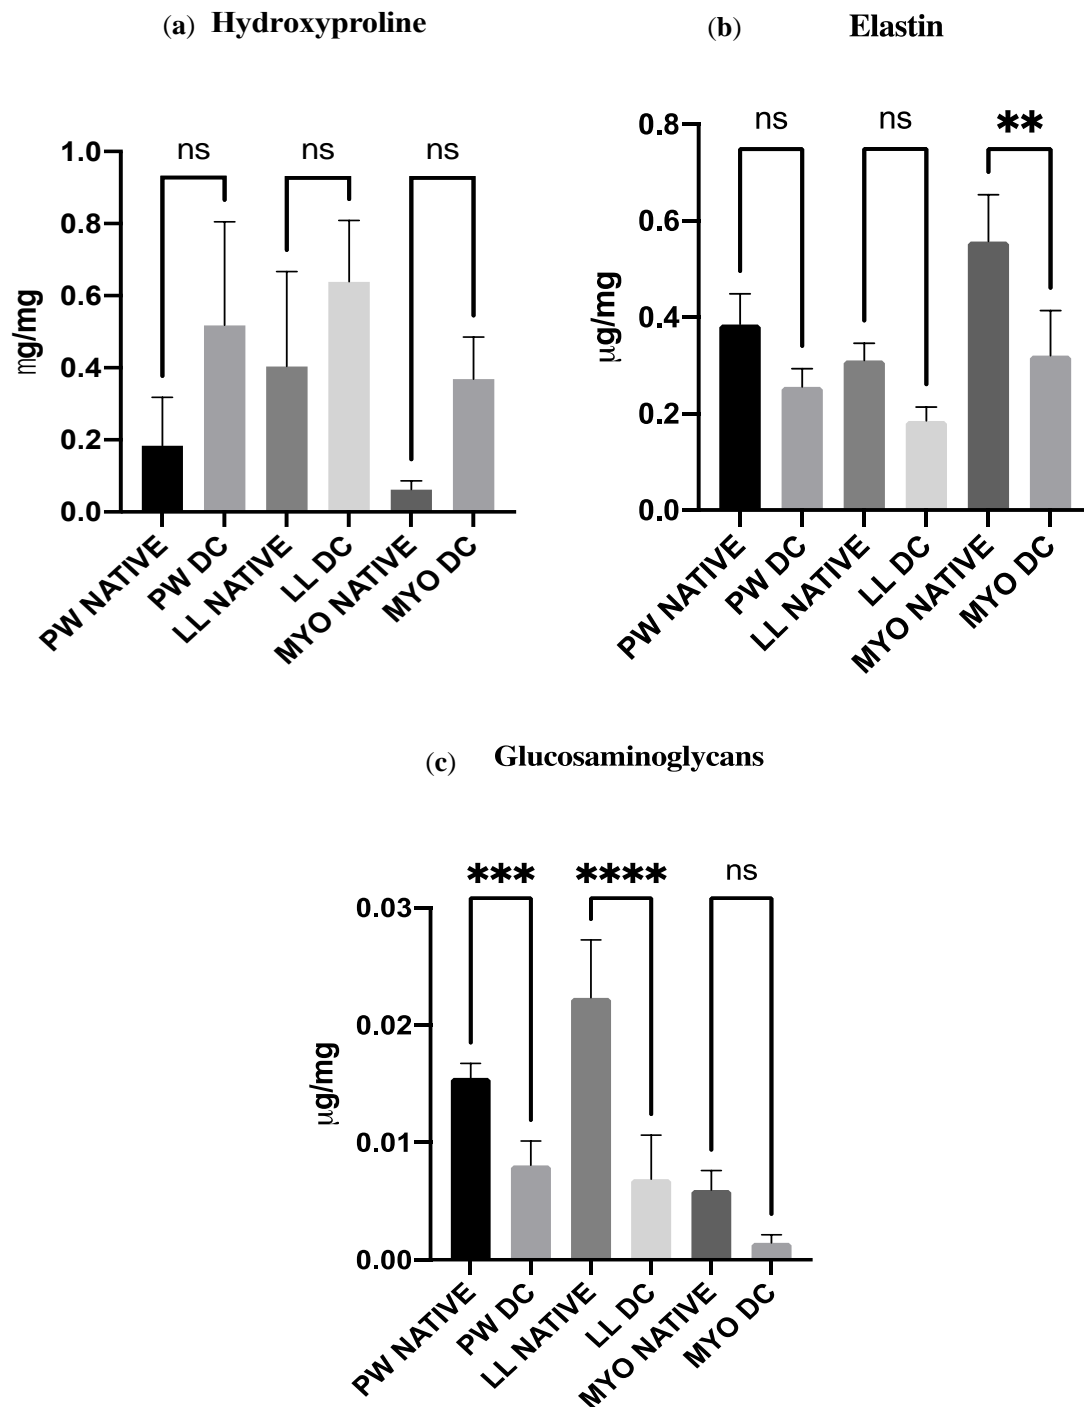 (a) Hydroxyproline
ns ns ns
1.0
0.8
0.6
0.4
0.2
0.0
mg/mg
PW NATIVE
PW DC
LL NATIVE
LL DC
MYO NATIVE
MYO DC
(b) Elastin
ns ns **
0.8
0.6
0.4
0.2
0.0
µg/mg
PW NATIVE
PW DC
LL NATIVE
LL DC
MYO NATIVE
MYO DC
(c) Glucosaminoglycans
*** **** ns
0.03
0.02
0.01
0.00
µg/mg
PW NATIVE
PW DC
LL NATIVE
LL DC
MYO NATIVE
MYO DC